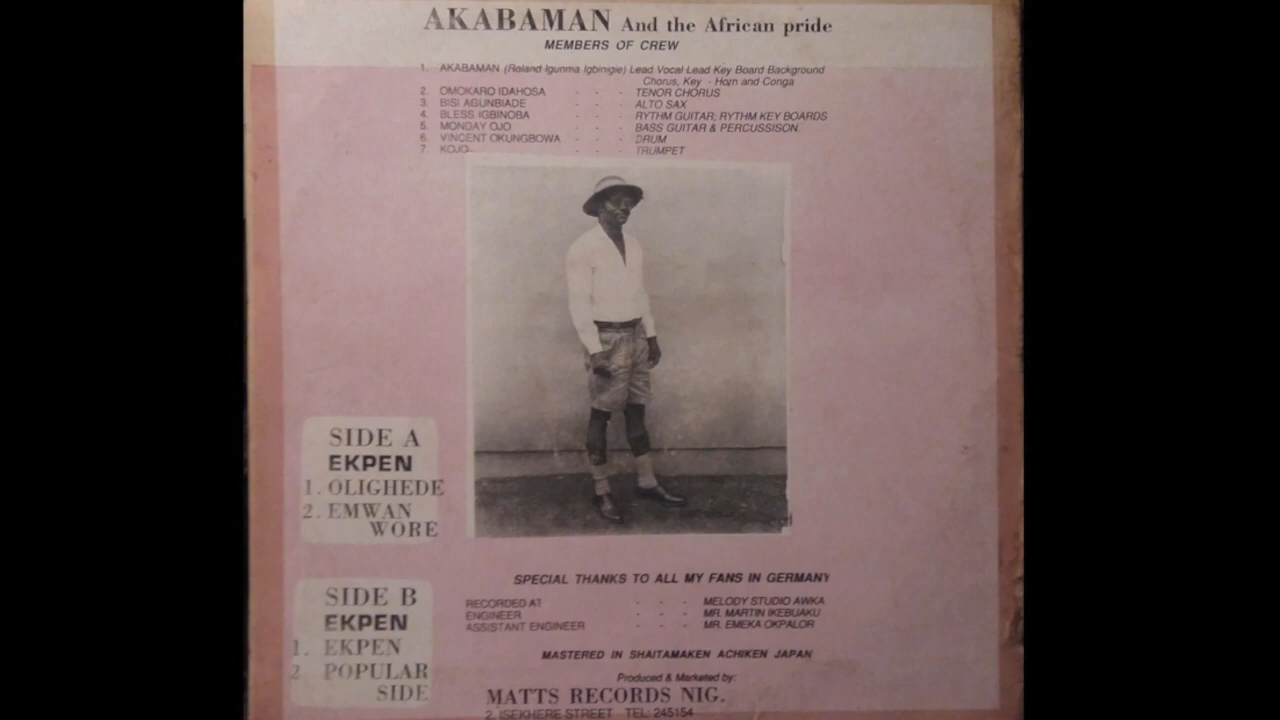 AKABAMAN And the African pride
MEMBERS OF CREW
1. AKABAMAN (Roland Igunma Igbinigie) Lead Vocal Lead Key Board Background
Chorus, Key - Horn and Conga
2. OMOKARO IDAHOSA - - - TENOR CHORUS
3. BISI AGUNBIADE - - - ALTO SAX
4. BLESS IGBINOBA - - - RYTHM GUITAR; RYTHM KEY BOARDS
5. MONDAY OJO - - - BASS GUITAR & PERCUSSISON.
6. VINCENT OKUNGBOWA - - - DRUM
7. KOJO - - - TRUMPET
SIDE A
EKPEN
1. OLIGHEDE
2. EMWAN
WORE
SIDE B
EKPEN
1. EKPEN
2 POPULAR
SIDE
SPECIAL THANKS TO ALL MY FANS IN GERMANY
RECORDED AT - - - MELODY STUDIO AWKA
ENGINEER - - - MR. MARTIN IKEBUAKU
ASSISTANT ENGINEER - - - MR. EMEKA OKPALOR
MASTERED IN SHAITAMAKEN ACHIKEN JAPAN
Produced & Marketed by:
MATTS RECORDS NIG.
2, ISEKHERE STREET TEL: 245154